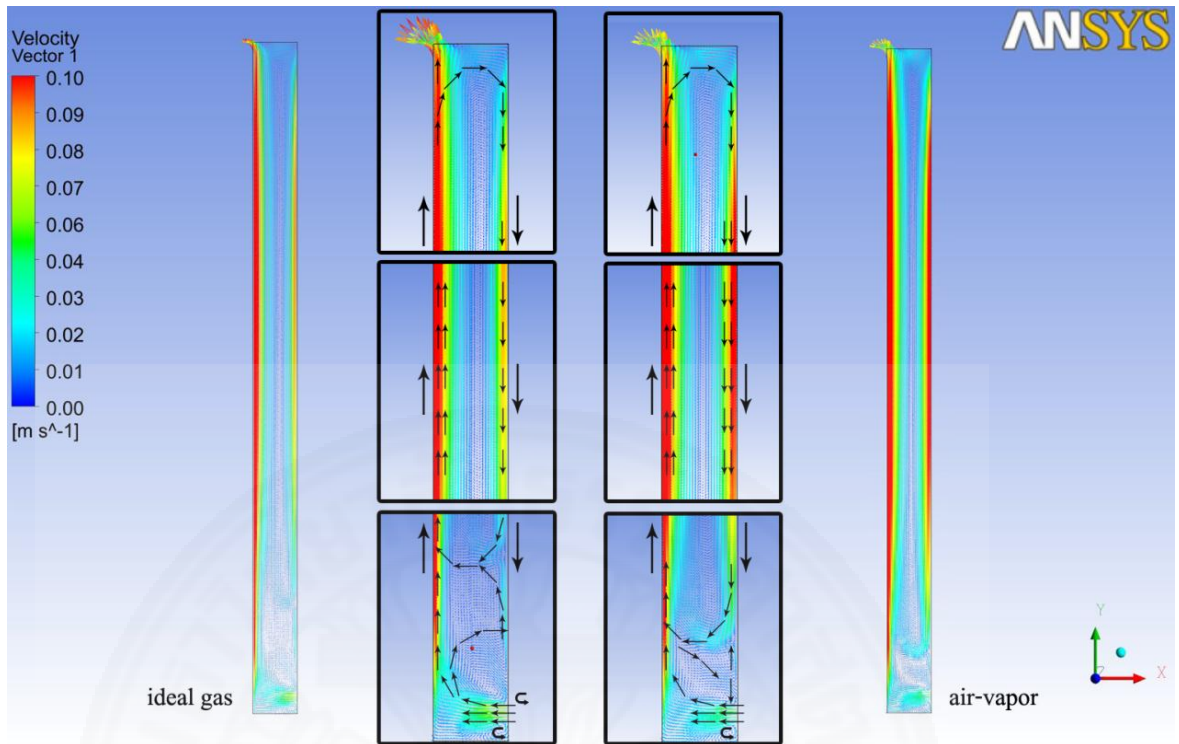 Velocity
Vector 1
0.10
0.09
0.08
0.07
0.06
0.05
0.04
0.03
0.02
0.01
0.00
[m s^-1]
ANSYS
ideal gas
air-vapor
Y
Z
X